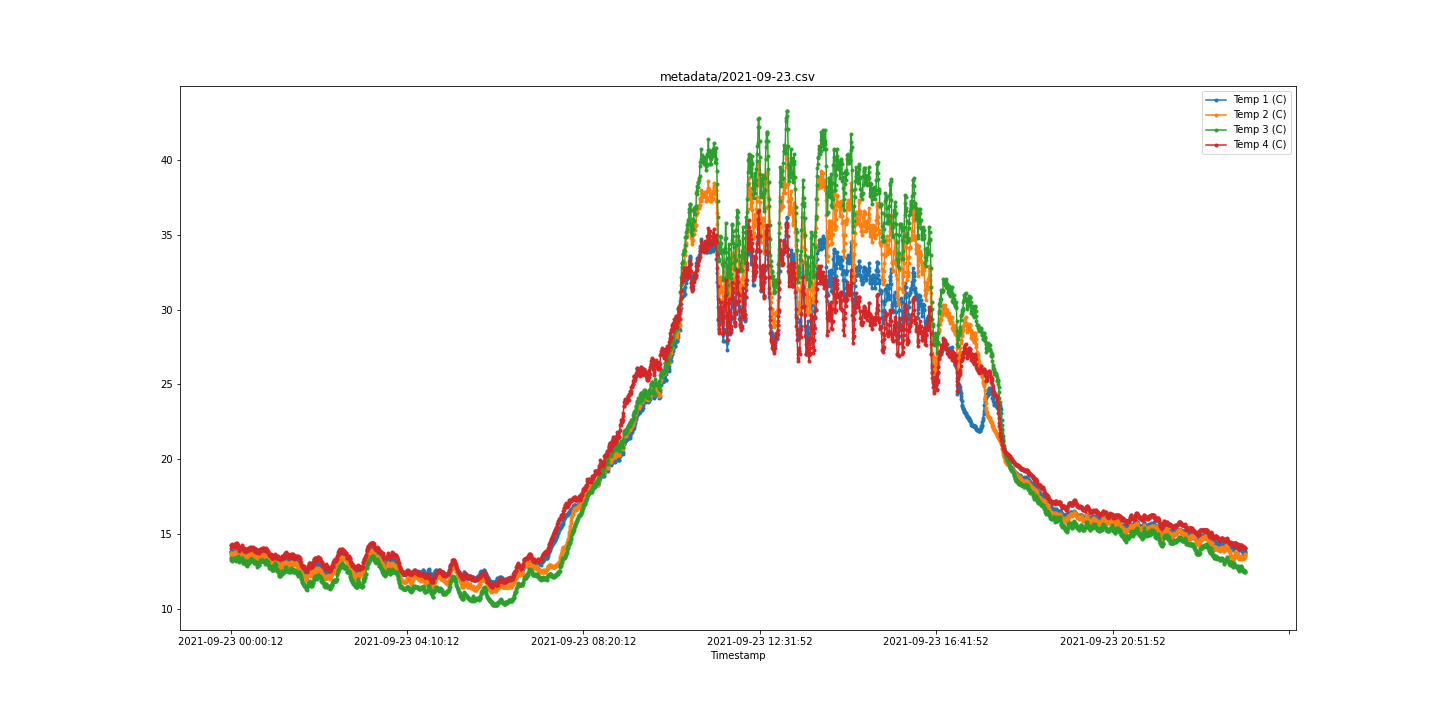 metadata/2021-09-23.csv
Temp 1 (C)
Temp 2 (C)
Temp 3 (C)
Temp 4 (C)
40
35
30
25
20
15
10
2021-09-23 00:00:12
2021-09-23 04:10:12
2021-09-23 08:20:12
2021-09-23 12:31:52
2021-09-23 16:41:52
2021-09-23 20:51:52
Timestamp